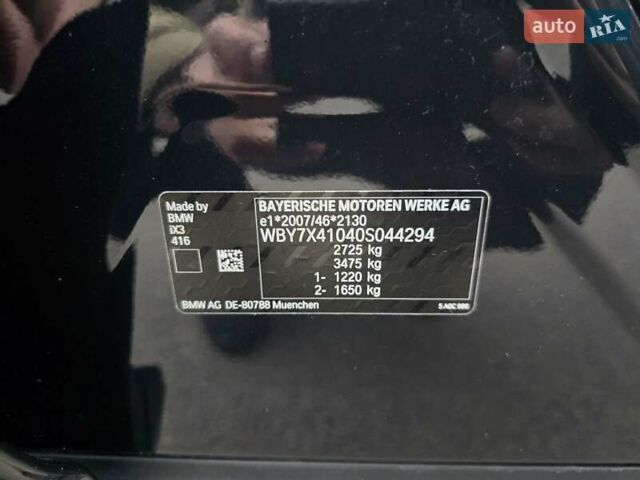 auto RIA
.com
Made by
BMW
iX3
416
BAYERISCHE MOTOREN WERKE AG
e1*2007/46*2130
WBY7X41040S044294
2725 kg
3475 kg
1- 1220 kg
2- 1650 kg
BMW AG DE-80788 Muenchen